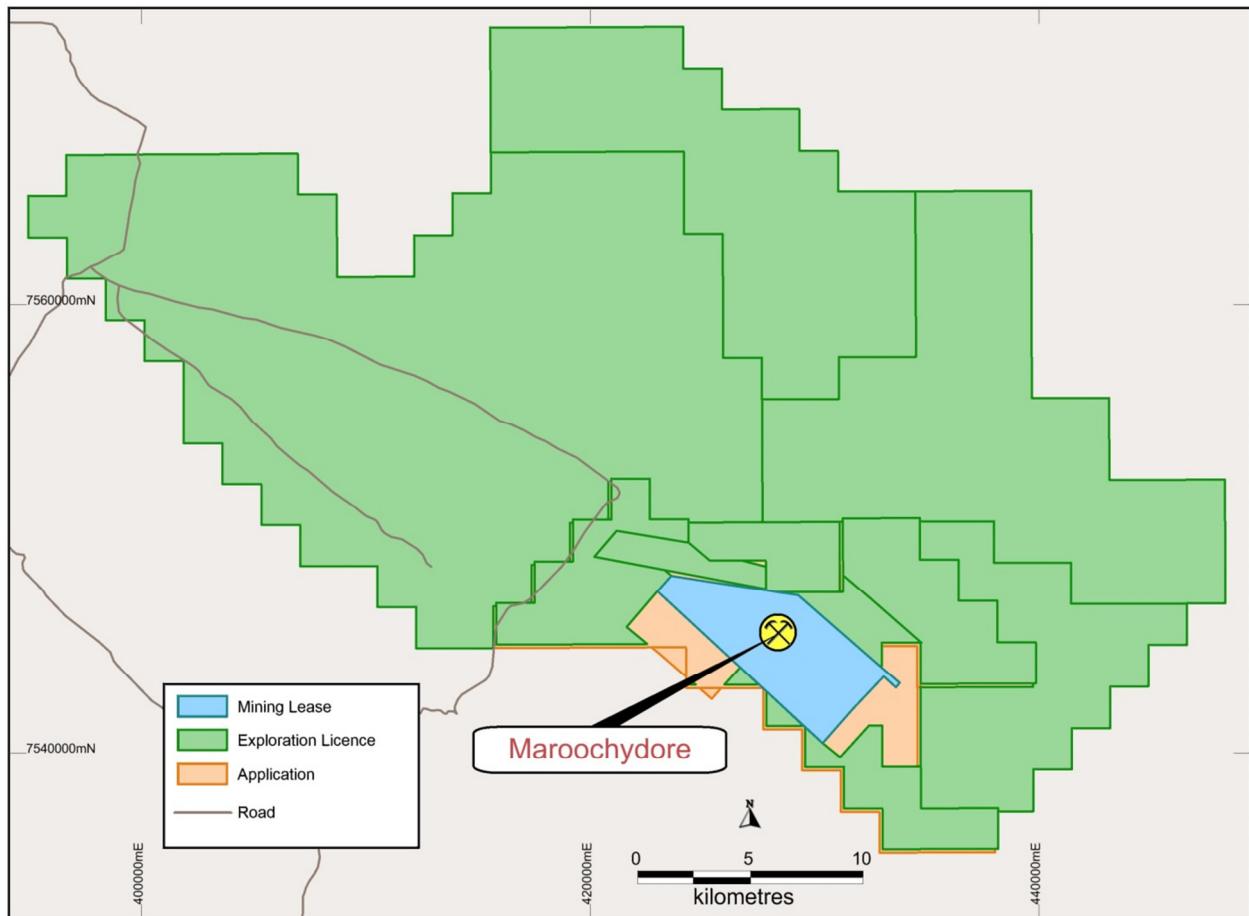 7560000mN
Mining Lease
Exploration Licence
Application
Road
Maroochydore
7540000mN
N
0 5 10
kilometres
400000mE
420000mE
440000mE